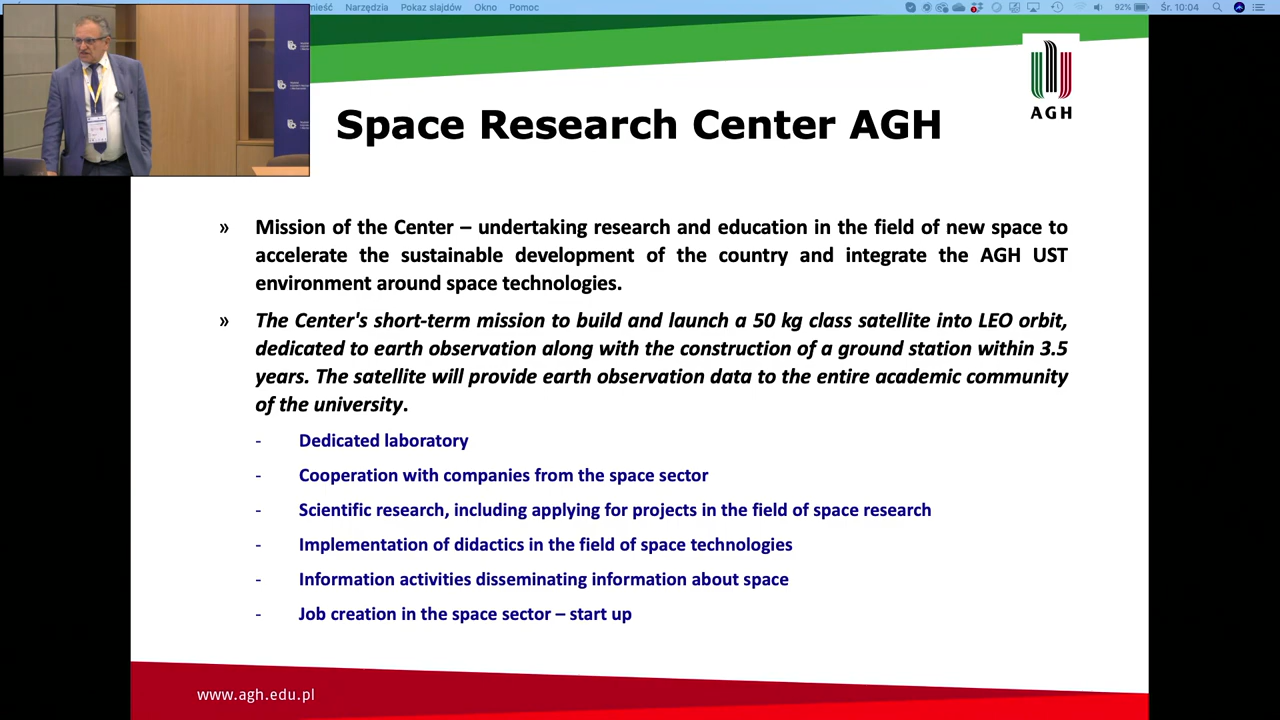 Narzędzia Pokaz slajdów Okno Pomoc 92% Śr. 10:04
AGH
Space Research Center AGH
» Mission of the Center – undertaking research and education in the field of new space to
accelerate the sustainable development of the country and integrate the AGH UST
environment around space technologies.
» The Center's short-term mission to build and launch a 50 kg class satellite into LEO orbit,
dedicated to earth observation along with the construction of a ground station within 3.5
years. The satellite will provide earth observation data to the entire academic community
of the university.
- Dedicated laboratory
- Cooperation with companies from the space sector
- Scientific research, including applying for projects in the field of space research
- Implementation of didactics in the field of space technologies
- Information activities disseminating information about space
- Job creation in the space sector – start up
www.agh.edu.pl